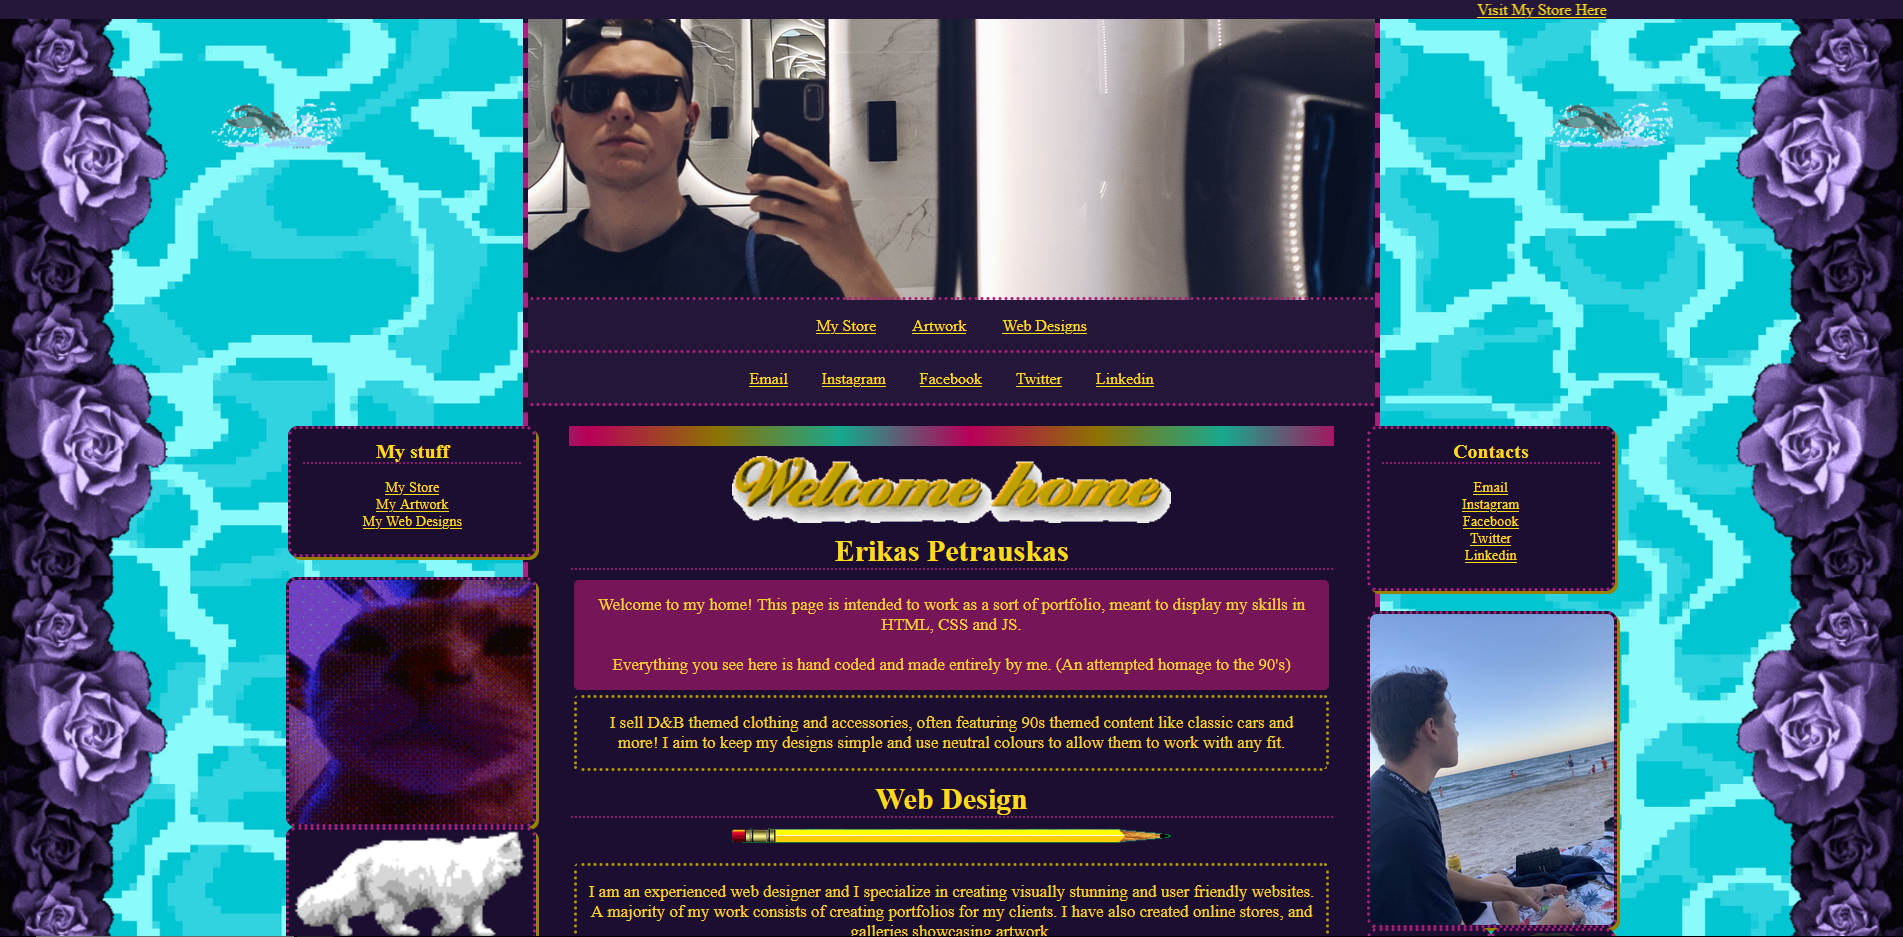 Visit My Store Here
My Store Artwork Web Designs
Email Instagram Facebook Twitter Linkedin
My stuff
My Store
My Artwork
My Web Designs
Welcome home
Erikas Petrauskas
Welcome to my home! This page is intended to work as a sort of portfolio, meant to display my skills in
HTML, CSS and JS.
Everything you see here is hand coded and made entirely by me. (An attempted homage to the 90's)
I sell D&B themed clothing and accessories, often featuring 90s themed content like classic cars and
more! I aim to keep my designs simple and use neutral colours to allow them to work with any fit.
Web Design
I am an experienced web designer and I specialize in creating visually stunning and user friendly websites.
A majority of my work consists of creating portfolios for my clients. I have also created online stores, and
galleries showcasing artwork
Contacts
Email
Instagram
Facebook
Twitter
Linkedin